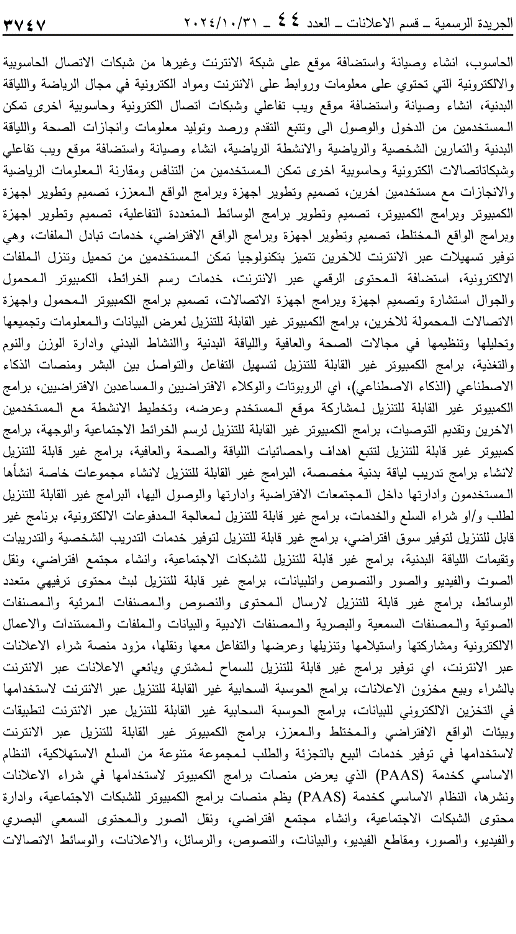 الجريدة الرسمية ــ قسم الاعلانات ــ العدد ٤٤ ــ ٢٠٢٤/١٠/٣١ ٣٧٤٧
الحاسوب، انشاء وصيانة واستضافة موقع على شبكة الانترنت وغيرها من شبكات الاتصال الحاسوبية
والالكترونية التي تحتوي على معلومات وروابط على الانترنت ومواد الكترونية في مجال الرياضة واللياقة
البدنية، انشاء وصيانة واستضافة موقع ويب تفاعلي وشبكات اتصال الكترونية وحاسوبية اخرى تمكن
المستخدمين من الدخول والوصول الى وتتبع التقدم ورصد وتوليد معلومات وانجازات الصحة واللياقة
البدنية والتمارين الشخصية والرياضية والانشطة الرياضية، انشاء وصيانة واستضافة موقع ويب تفاعلي
وشبكاتاتصالات الكترونية وحاسوبية اخرى تمكن المستخدمين من التنافس ومقارنة المعلومات الرياضية
والانجازات مع مستخدمين اخرين، تصميم وتطوير اجهزة وبرامج الواقع المعزز، تصميم وتطوير اجهزة
الكمبيوتر وبرامج الكمبيوتر، تصميم وتطوير برامج الوسائط المتعددة التفاعلية، تصميم وتطوير اجهزة
وبرامج الواقع المختلط، تصميم وتطوير اجهزة وبرامج الواقع الافتراضي، خدمات تبادل الملفات، وهي
توفير تسهيلات عبر الانترنت للاخرين تتميز بتكنولوجيا تمكن المستخدمين من تحميل وتنزل الملفات
الالكترونية، استضافة المحتوى الرقمي عبر الانترنت، خدمات رسم الخرائط، الكمبيوتر المحمول
والجوال استشارة وتصميم اجهزة وبرامج اجهزة الاتصالات، تصميم برامج الكمبيوتر المحمول واجهزة
الاتصالات المحمولة للاخرين، برامج الكمبيوتر غير القابلة للتنزيل لعرض البيانات والمعلومات وتجميعها
وتحليلها وتنظيمها في مجالات الصحة والعافية واللياقة البدنية واالنشاط البدني وادارة الوزن والنوم
والتغذية، برامج الكمبيوتر غير القابلة للتنزيل لتسهيل التفاعل والتواصل بين البشر ومنصات الذكاء
الاصطناعي (الذكاء الاصطناعي)، اي الروبوتات والوكلاء الافتراضيين والمساعدين الافتراضيين، برامج
الكمبيوتر غير القابلة للتنزيل لمشاركة موقع المستخدم وعرضه، وتخطيط الانشطة مع المستخدمين
الاخرين وتقديم التوصيات، برامج الكمبيوتر غير القابلة للتنزيل لرسم الخرائط الاجتماعية والوجهة، برامج
كمبيوتر غير قابلة للتنزيل لتتبع اهداف واحصائيات اللياقة والصحة والعافية، برامج غير قابلة للتنزيل
لانشاء برامج تدريب لياقة بدنية مخصصة، البرامج غير القابلة للتنزيل لانشاء مجموعات خاصة انشأها
المستخدمون وادارتها داخل المجتمعات الافتراضية وادارتها والوصول اليها، البرامج غير القابلة للتنزيل
لطلب و/او شراء السلع والخدمات، برامج غير قابلة للتنزيل لمعالجة المدفوعات الالكترونية، برنامج غير
قابل للتنزيل لتوفير سوق افتراضي، برامج غير قابلة للتنزيل لتوفير خدمات التدريب الشخصية والتدريبات
وتقيمات اللياقة البدنية، برامج غير قابلة للتنزيل للشبكات الاجتماعية، وانشاء مجتمع افتراضي، ونقل
الصوت والفيديو والصور والنصوص واتلبيانات، برامج غير قابلة للتنزيل لبث محتوى ترفيهي متعدد
الوسائط، برامج غير قابلة للتنزيل لارسال المحتوى والنصوص والمصنفات المرئية والمصنفات
الصوتية والمصنفات السمعية والبصرية والمصنفات الادبية والبيانات والملفات والمستندات والاعمال
الالكترونية ومشاركتها واستيلامها وتنزيلها وعرضها والتفاعل معها ونقلها، مزود منصة شراء الاعلانات
عبر الانترنت، اي توفير برامج غير قابلة للتنزيل للسماح لمشتري وبائعي الاعلانات عبر الانترنت
بالشراء وبيع مخزون الاعلانات، برامج الحوسبة السحابية غير القابلة للتنزيل عبر الانترنت لاستخدامها
في التخزين الالكتروني للبيانات، برامج الحوسبة السحابية غير القابلة للتنزيل عبر الانترنت لتطبيقات
وبيئات الواقع الافتراضي والمختلط والمعزز، برامج الكمبيوتر غير القابلة للتنزيل عبر الانترنت
لاستخدامها في توفير خدمات البيع بالتجزئة والطلب لمجموعة متنوعة من السلع الاستهلاكية، النظام
الاساسي كخدمة (PAAS) الذي يعرض منصات برامج الكمبيوتر لاستخدامها في شراء الاعلانات
ونشرها، النظام الاساسي كخدمة (PAAS) يظم منصات برامج الكمبيوتر للشبكات الاجتماعية، وادارة
محتوى الشبكات الاجتماعية، وانشاء مجتمع افتراضي، ونقل الصور والمحتوى السمعي البصري
والفيديو، والصور، ومقاطع الفيديو، والبيانات، والنصوص، والرسائل، والاعلانات، والوسائط الاتصالات